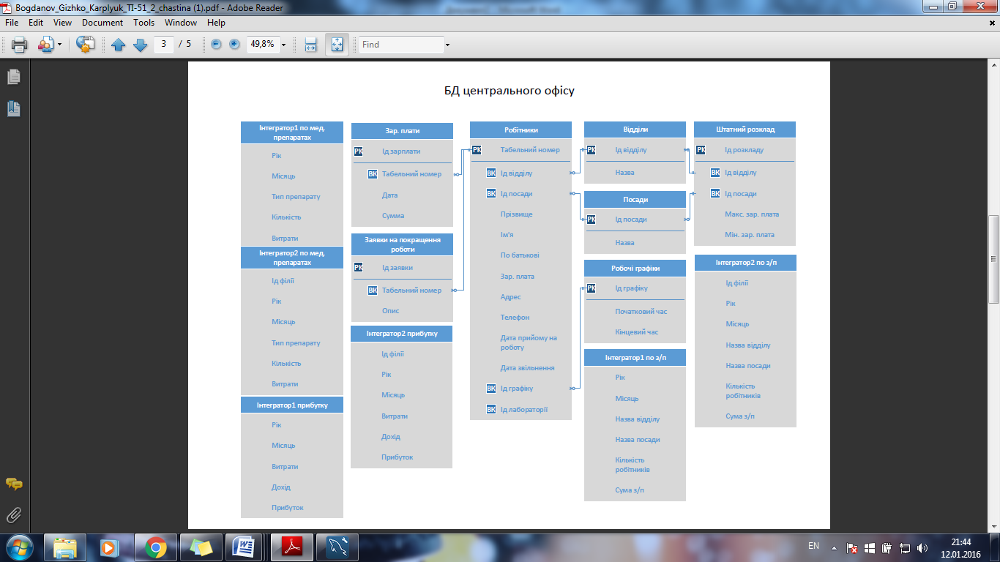 Bogdanov_Gizhko_Karplyuk_TI-51_2_chastina (1).pdf - Adobe Reader
File Edit View Document Tools Window Help
3 / 5 49,8% Find
БД центрального офісу
Інтегратор1 по мед.
препаратах
Рік
Місяць
Тип препарату
Кількість
Витрати
Інтегратор2 по мед.
препаратах
Ід філії
Рік
Місяць
Тип препарату
Кількість
Витрати
Інтегратор1 прибутку
Рік
Місяць
Витрати
Дохід
Прибуток
Зар. плати
PK Ід зарплати
ВК Табельний номер
Дата
Сумма
Заявки на покращення
роботи
PK Ід заявки
ВК Табельний номер
Опис
Інтегратор2 прибутку
Ід філії
Рік
Місяць
Витрати
Дохід
Прибуток
Робітники
PK Табельний номер
ВК Ід відділу
ВК Ід посади
Прізвище
Ім'я
По батькові
Зар. плата
Адрес
Телефон
Дата прийому на
роботу
Дата звільнення
ВК Ід графіку
ВК Ід лабораторії
Відділи
PK Ід відділу
Назва
Посади
PK Ід посади
Назва
Робочі графіки
PK Ід графіку
Початковий час
Кінцевий час
Інтегратор1 по з/п
Рік
Місяць
Назва відділу
Назва посади
Кількість
робітників
Сума з/п
Штатний розклад
PK Ід розкладу
ВК Ід відділу
ВК Ід посади
Макс. зар. плата
Мін. зар. плата
Інтегратор2 по з/п
Ід філії
Рік
Місяць
Назва відділу
Назва посади
Кількість
робітників
Сума з/п
EN
21:44
12.01.2016